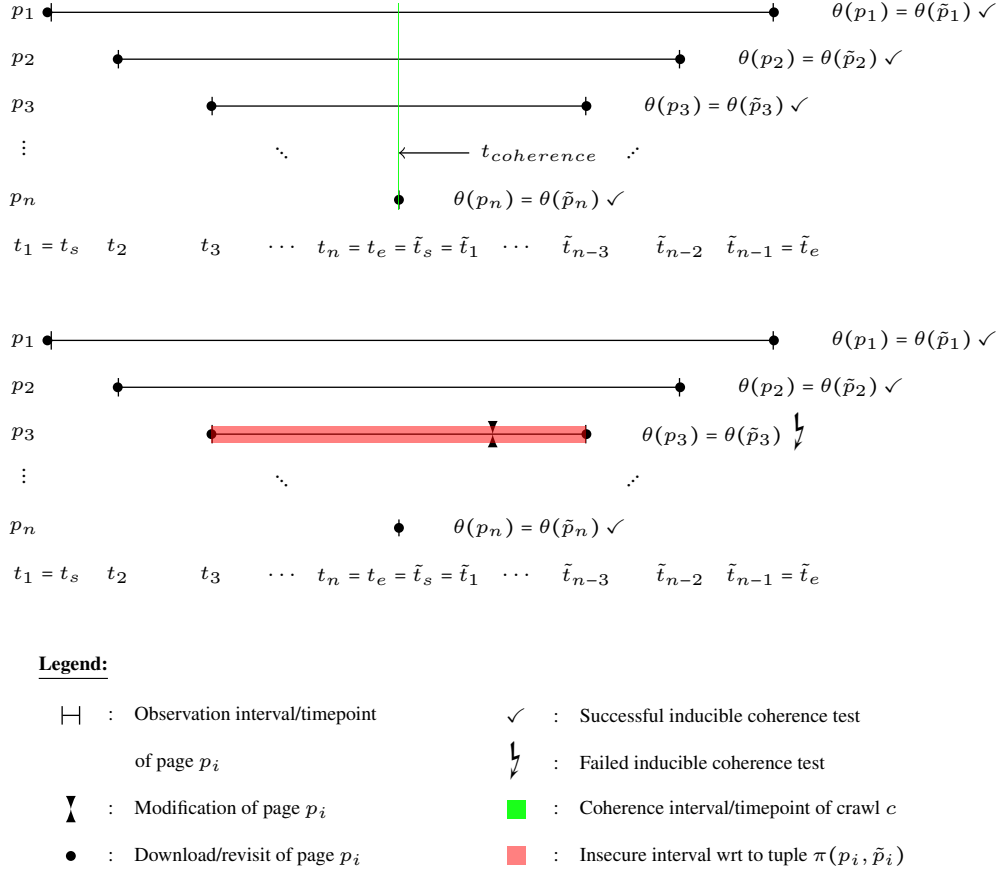 p₁ θ(p₁) = θ(p̃₁) ✓
p₂ θ(p₂) = θ(p̃₂) ✓
p₃ θ(p₃) = θ(p̃₃) ✓
⋮ ⋱ t_coherence ⋰
pₙ θ(pₙ) = θ(p̃ₙ) ✓
t₁ = tₛ t₂ t₃ ⋯ tₙ = tₑ = t̃ₛ = t̃₁ ⋯ t̃ₙ₋₃ t̃ₙ₋₂ t̃ₙ₋₁ = t̃ₑ
p₁ θ(p₁) = θ(p̃₁) ✓
p₂ θ(p₂) = θ(p̃₂) ✓
p₃ θ(p₃) = θ(p̃₃)
⋮ ⋱ ⋰
pₙ θ(pₙ) = θ(p̃ₙ) ✓
t₁ = tₛ t₂ t₃ ⋯ tₙ = tₑ = t̃ₛ = t̃₁ ⋯ t̃ₙ₋₃ t̃ₙ₋₂ t̃ₙ₋₁ = t̃ₑ
Legend:
: Observation interval/timepoint
of page pᵢ
: Modification of page pᵢ
: Download/revisit of page pᵢ
✓ : Successful inducible coherence test
: Failed inducible coherence test
: Coherence interval/timepoint of crawl c
: Insecure interval wrt to tuple π(pᵢ, p̃ᵢ)